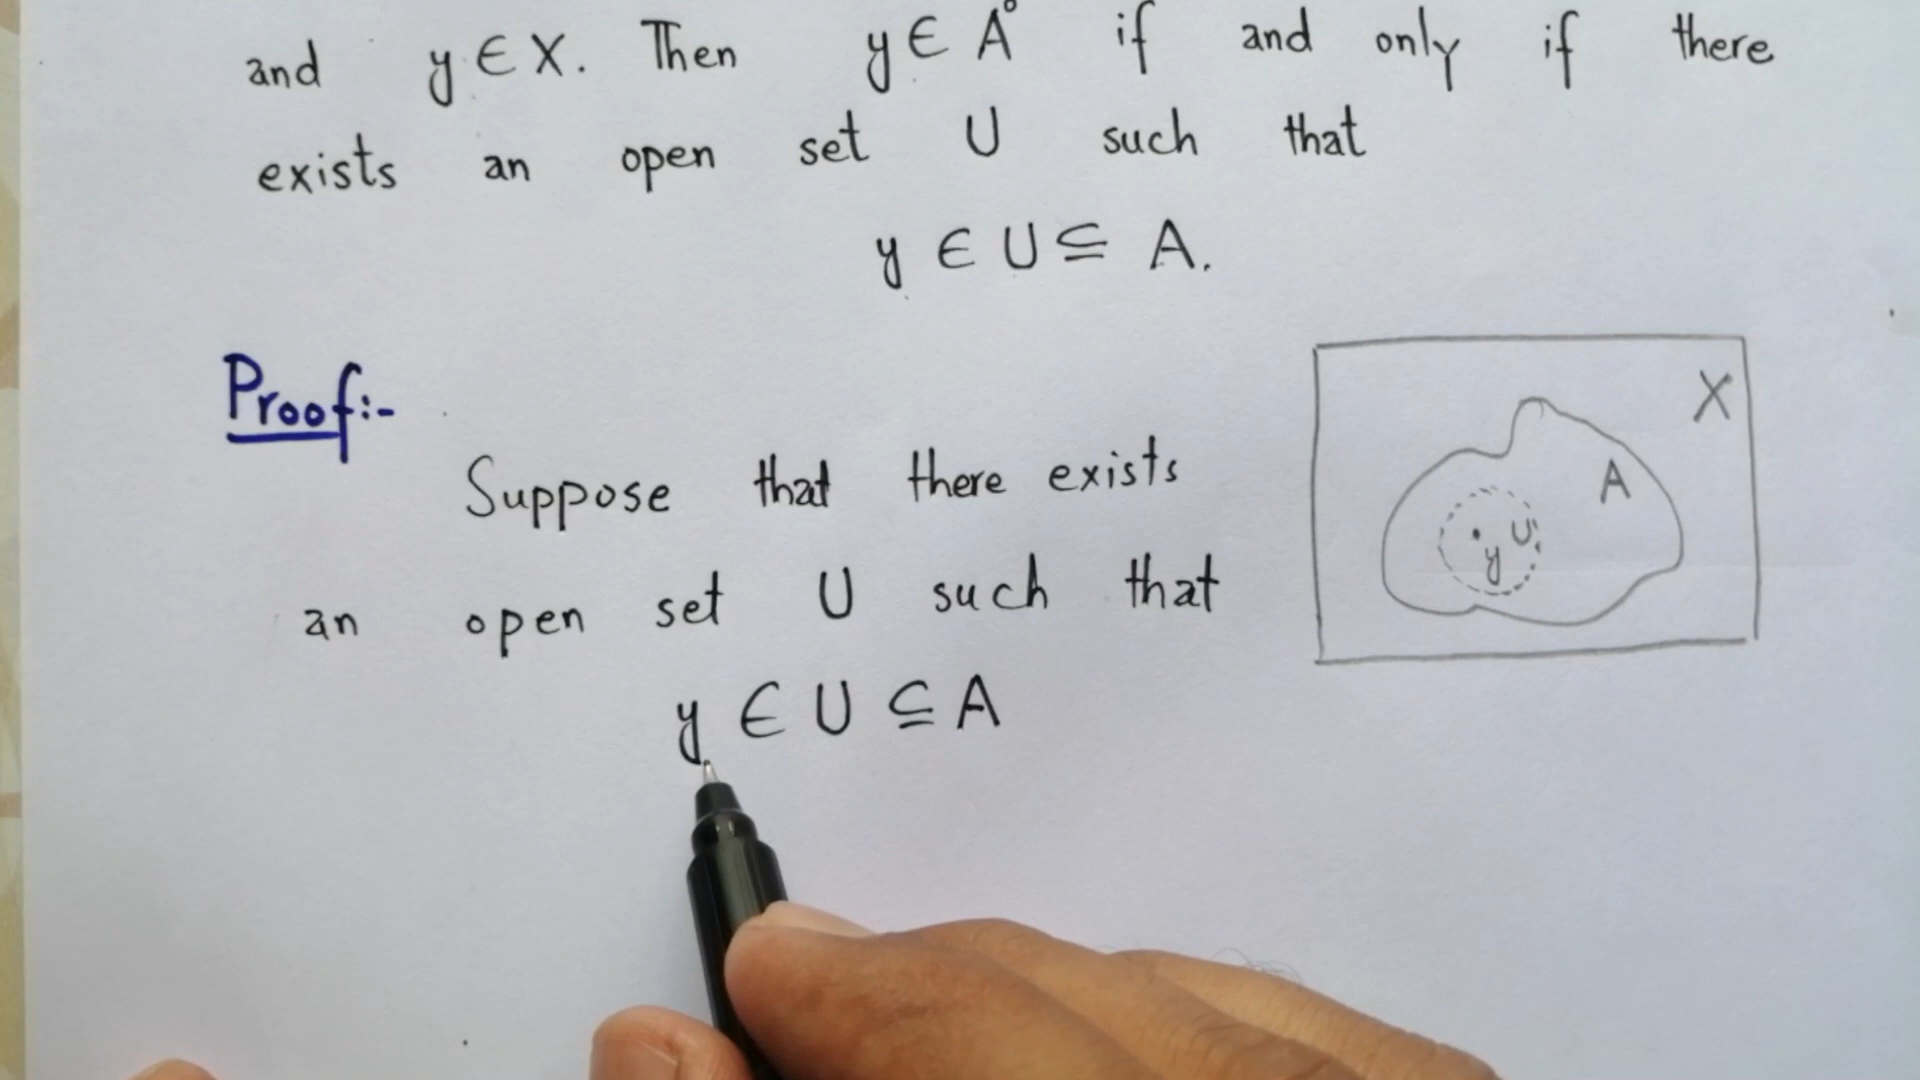 and y ∈ X. Then y ∈ A° if and only if there
exists an open set U such that
y ∈ U ⊆ A.
Proof:-
Suppose that there exists
an open set U such that
y ∈ U ⊆ A
X
A
U
y